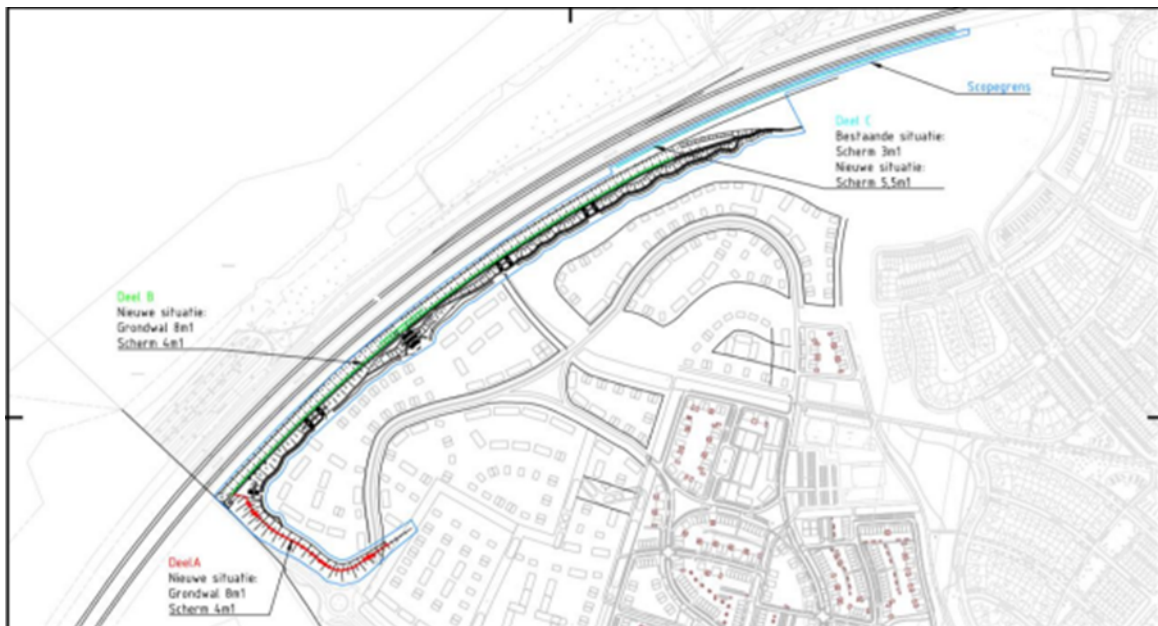 Scopegrens
Deel C
Bestaande situatie:
Scherm 3m1
Nieuwe situatie:
Scherm 5,5m1
Deel B
Nieuwe situatie:
Grondwal 8m1
Scherm 4m1
DeelA
Nieuwe situatie:
Grondwal 8m1
Scherm 4m1